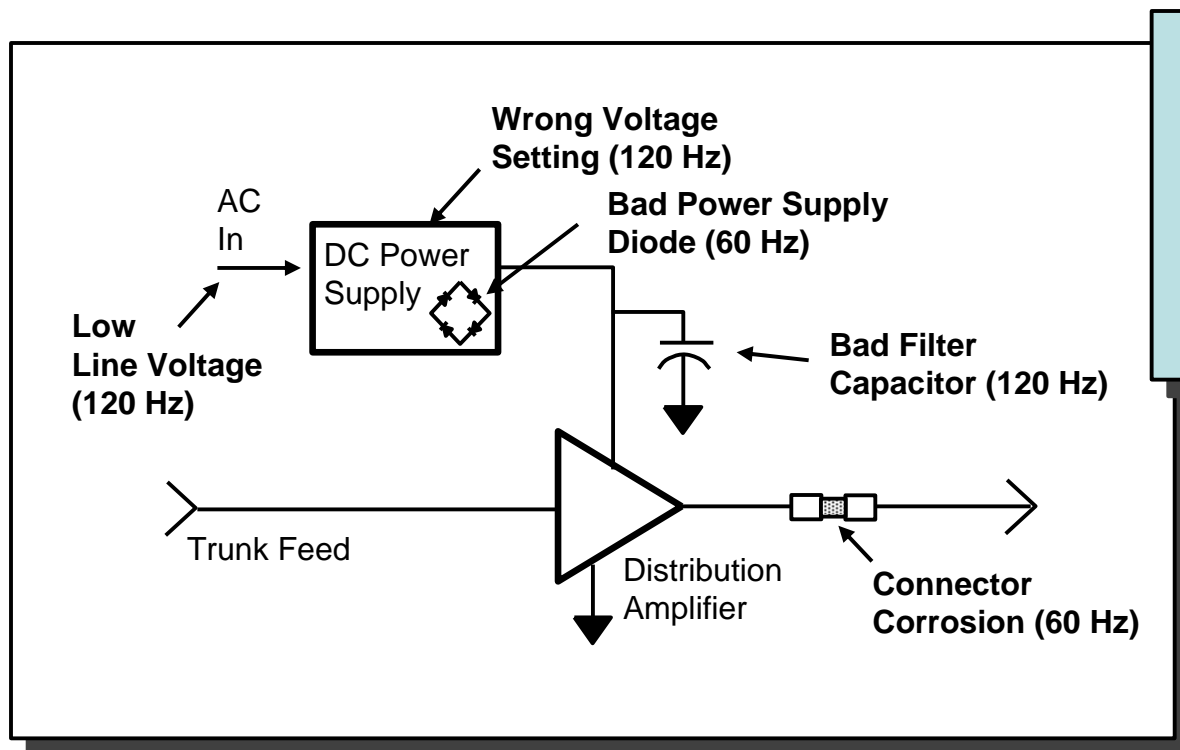 Wrong Voltage
Setting (120 Hz)
AC
In
Bad Power Supply
Diode (60 Hz)
DC Power
Supply
Low
Line Voltage
(120 Hz)
Bad Filter
Capacitor (120 Hz)
Trunk Feed
Distribution
Amplifier
Connector
Corrosion (60 Hz)